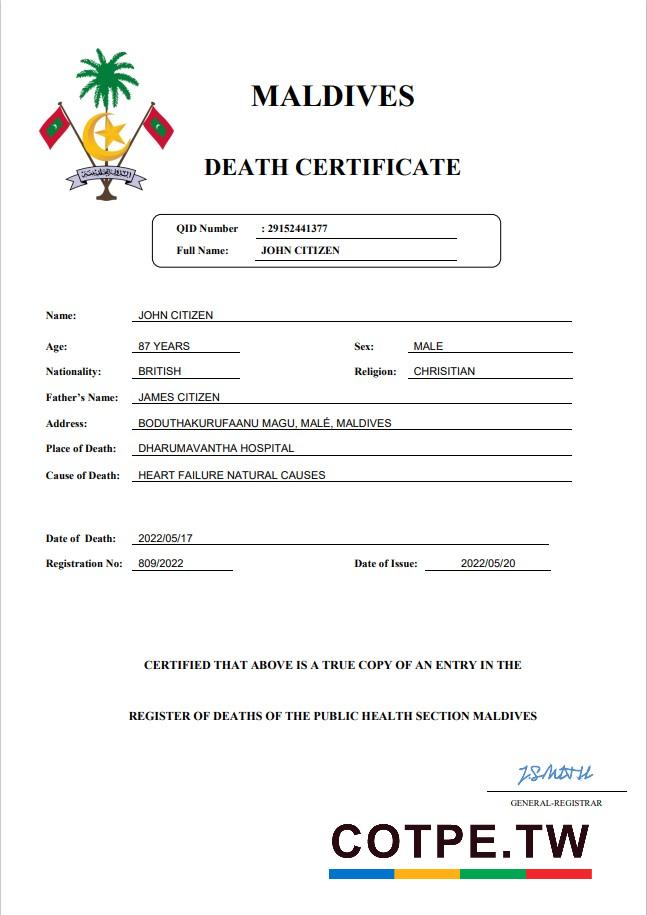 MALDIVES
DEATH CERTIFICATE
QID Number : 29152441377
Full Name: JOHN CITIZEN
Name: JOHN CITIZEN
Age: 87 YEARS Sex: MALE
Nationality: BRITISH Religion: CHRISITIAN
Father's Name: JAMES CITIZEN
Address: BODUTHAKURUFAANU MAGU, MALÉ, MALDIVES
Place of Death: DHARUMAVANTHA HOSPITAL
Cause of Death: HEART FAILURE NATURAL CAUSES
Date of Death: 2022/05/17
Registration No: 809/2022 Date of Issue: 2022/05/20
CERTIFIED THAT ABOVE IS A TRUE COPY OF AN ENTRY IN THE
REGISTER OF DEATHS OF THE PUBLIC HEALTH SECTION MALDIVES
GENERAL-REGISTRAR
COTPE.TW